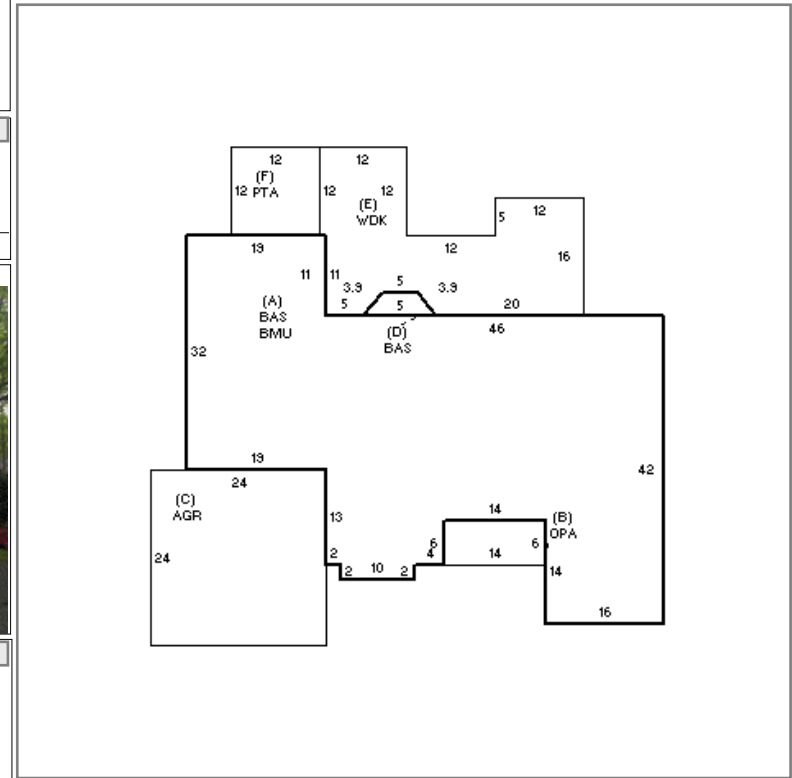 12 12
(F)
12 PTA 12 12
(E)
WDK
5 12
19 12
11 11 5 3.9 16
3.9
5 5 20
(A)
BAS
BMU
46
(D)
BAS
32
19
24
42
(C)
AGR
14
13
(B)
OPA
6 6
2 4 14
24
2 10 2 14
16